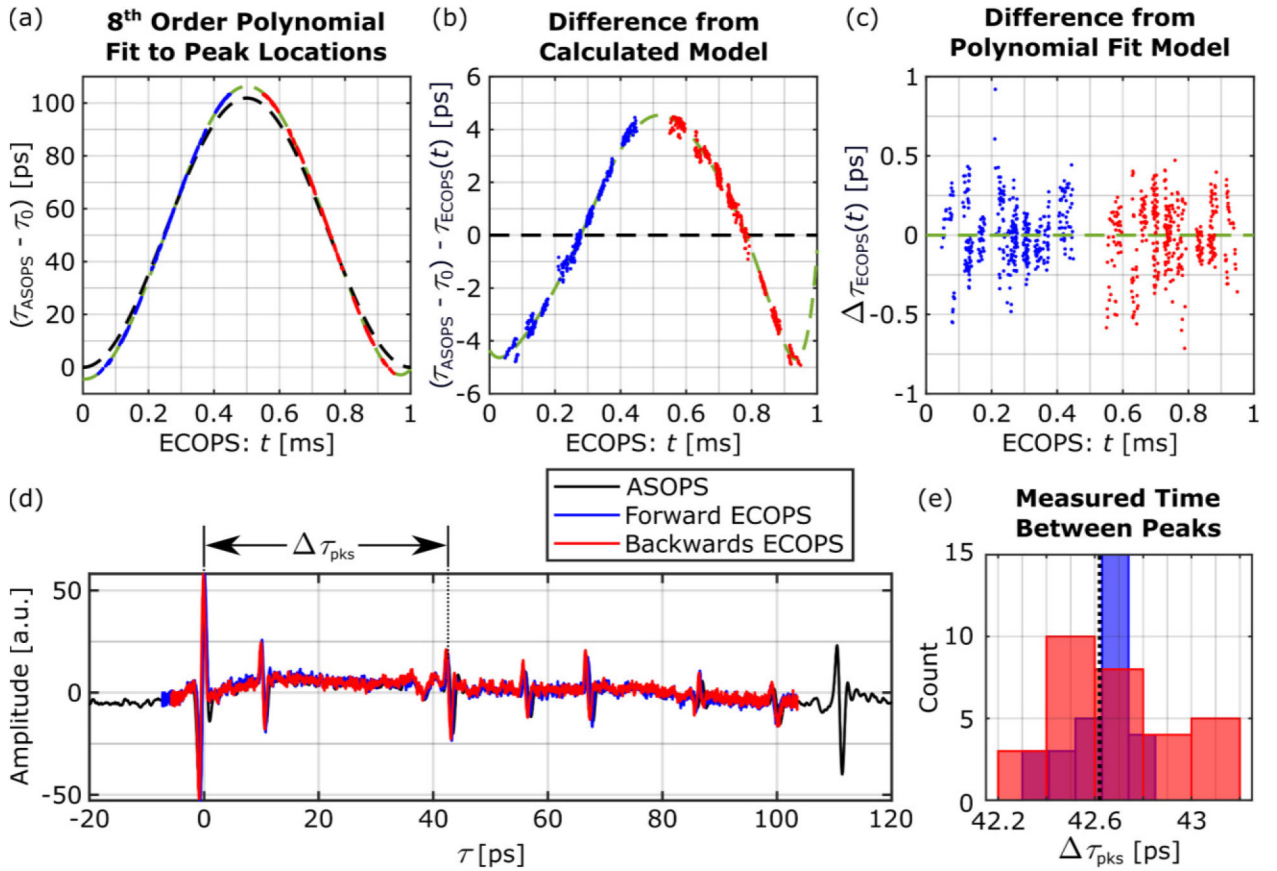 (a)
8th Order Polynomial
Fit to Peak Locations
(τASOPS - τ0) [ps]
100
80
60
40
20
0
0 0.2 0.4 0.6 0.8 1
ECOPS: t [ms]
(b)
Difference from
Calculated Model
(τASOPS - τ0) - τECOPS(t) [ps]
6
4
2
0
-2
-4
-6
0 0.2 0.4 0.6 0.8 1
ECOPS: t [ms]
(c)
Difference from
Polynomial Fit Model
ΔτECOPS(t) [ps]
1
0.5
0
-0.5
-1
0 0.2 0.4 0.6 0.8 1
ECOPS: t [ms]
(d)
ASOPS
Forward ECOPS
Backwards ECOPS
Δτpks
Amplitude [a.u.]
50
0
-50
-20 0 20 40 60 80 100 120
τ [ps]
(e)
Measured Time
Between Peaks
Count
15
10
5
0
42.2 42.6 43
Δτpks [ps]